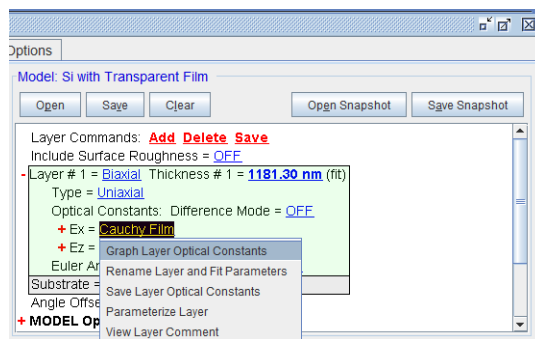 Options
Model: Si with Transparent Film
Open Save Clear Open Snapshot Save Snapshot
Layer Commands: Add Delete Save
Include Surface Roughness = OFF
- Layer # 1 = Biaxial Thickness # 1 = 1181.30 nm (fit)
Type = Uniaxial
Optical Constants: Difference Mode = OFF
+ Ex = Cauchy Film
+ Ez =
Graph Layer Optical Constants
Euler
Rename Layer and Fit Parameters
Substrate =
Save Layer Optical Constants
Angle
Parameterize Layer
+ MODEL
View Layer Comment